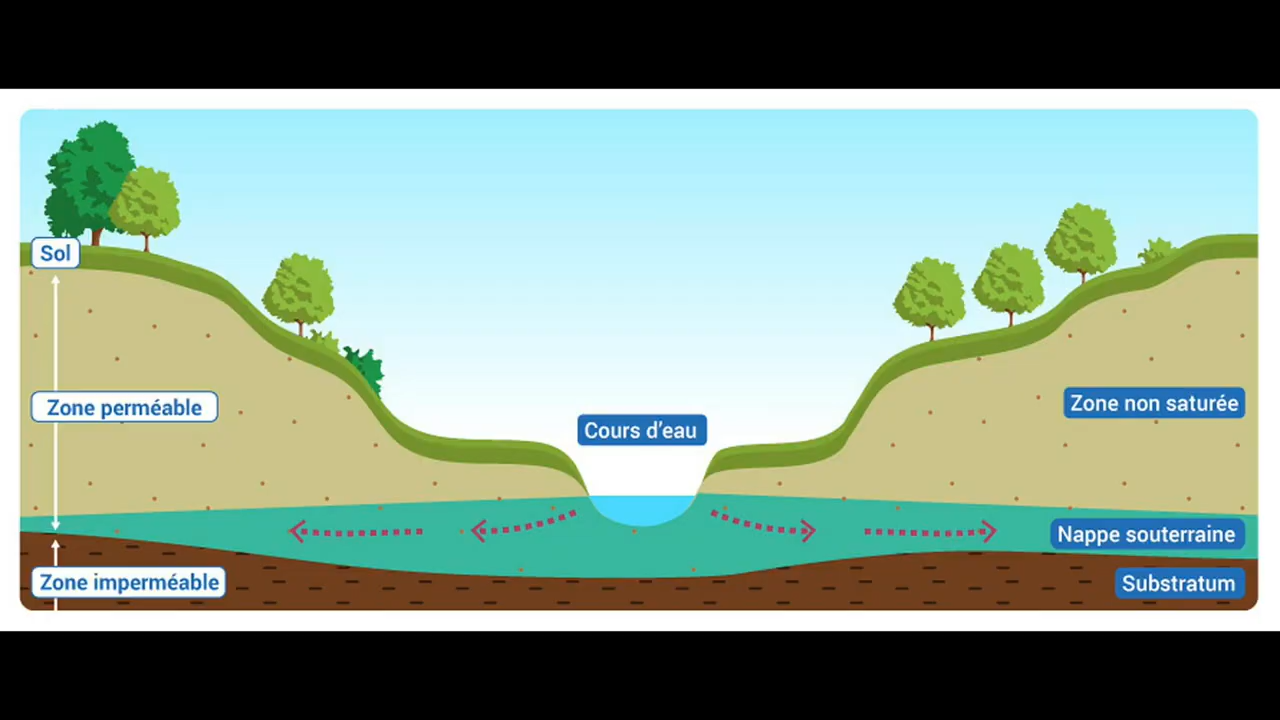 Sol
Zone perméable
Zone non saturée
Cours d'eau
Nappe souterraine
Zone imperméable
Substratum